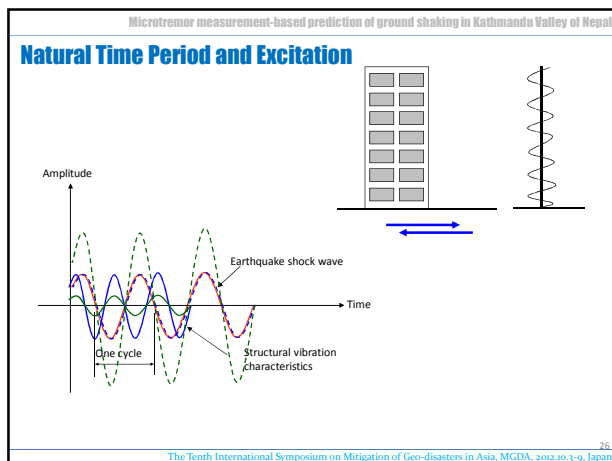 Microtremor measurement-based prediction of ground shaking in Kathmandu Valley of Nepal
Natural Time Period and Excitation
Amplitude
Earthquake shock wave
Time
One cycle
Structural vibration
characteristics
26
The Tenth International Symposium on Mitigation of Geo-disasters in Asia, MGDA, 2012.10.3-9, Japan